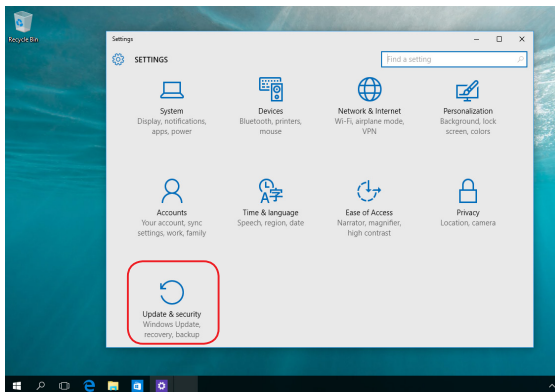 Recycle Bin
Settings
SETTINGS
Find a setting
System
Display, notifications,
apps, power
Devices
Bluetooth, printers,
mouse
Network & Internet
Wi-Fi, airplane mode,
VPN
Personalization
Background, lock
screen, colors
Accounts
Your account, sync
settings, work, family
Time & language
Speech, region, date
Ease of Access
Narrator, magnifier,
high contrast
Privacy
Location, camera
Update & security
Windows Update,
recovery, backup